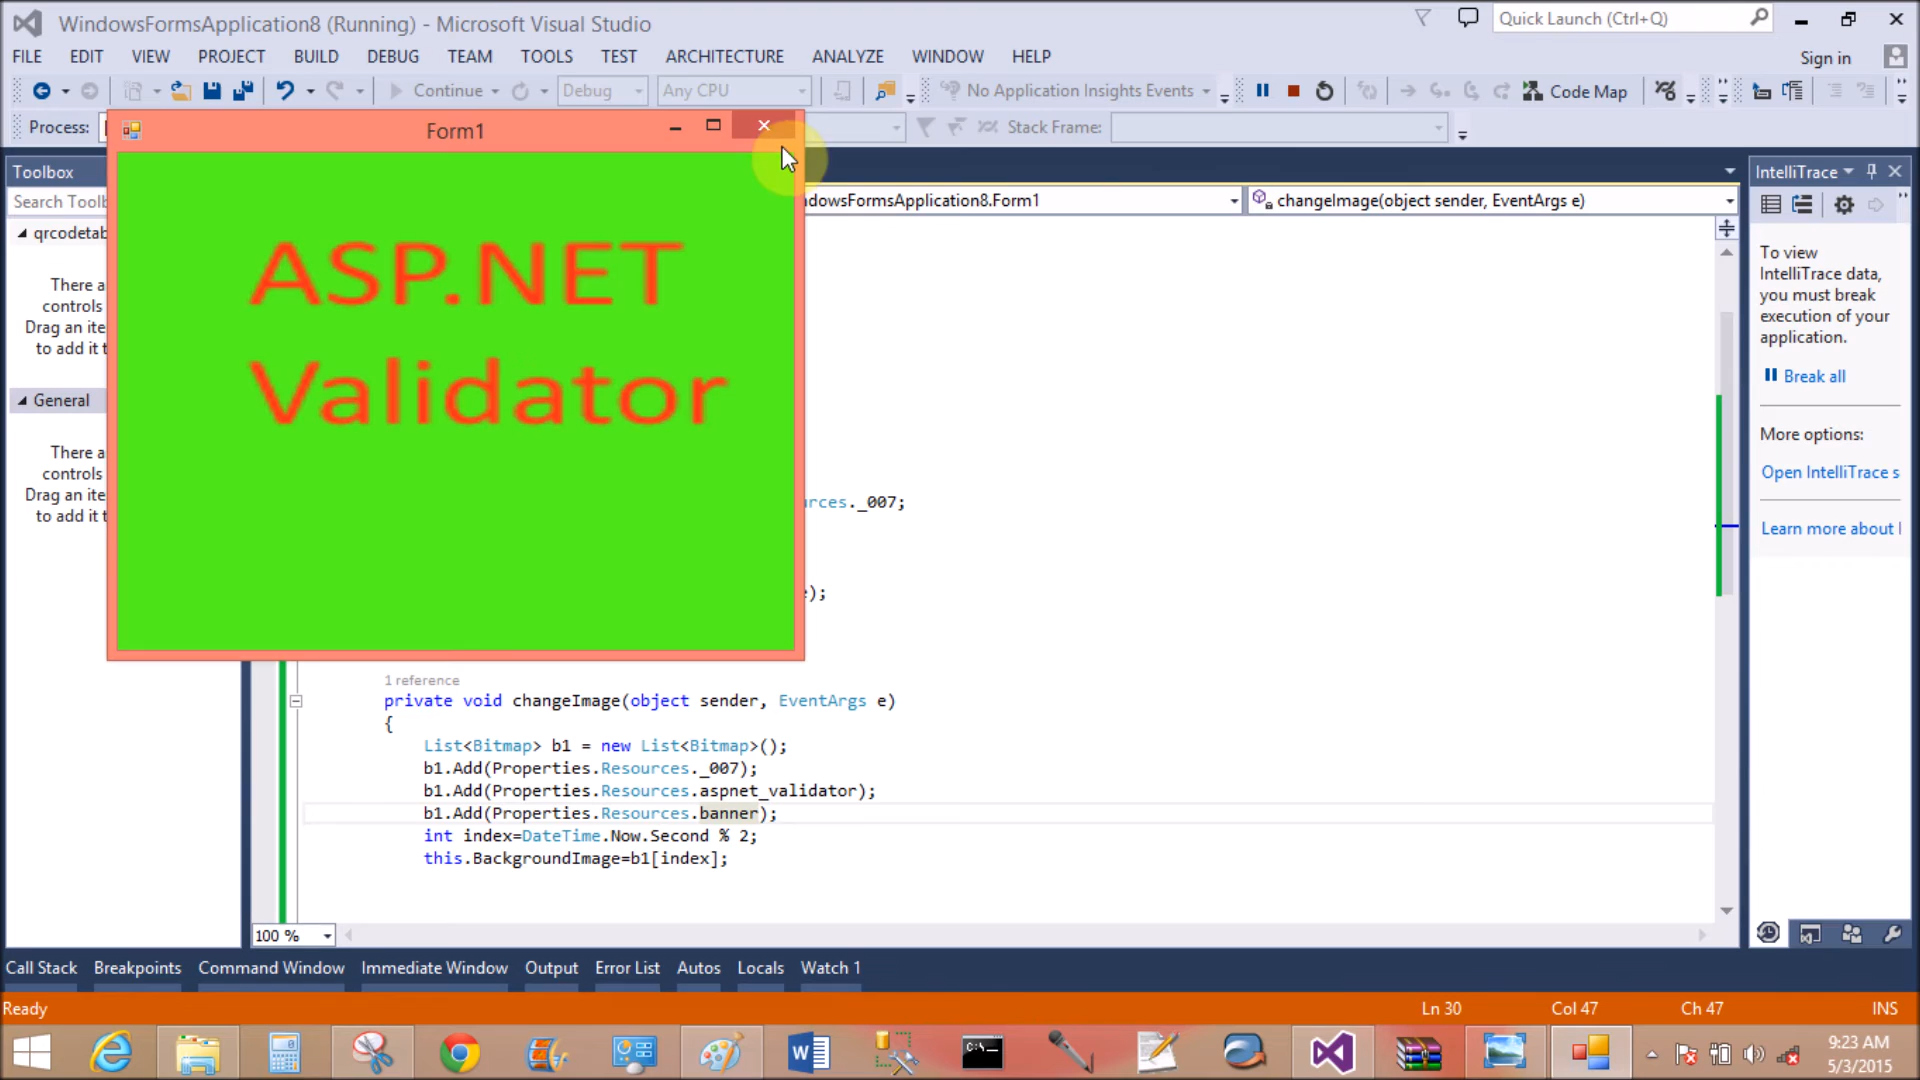 WindowsFormsApplication8 (Running) - Microsoft Visual Studio
Quick Launch (Ctrl+Q)
FILE EDIT VIEW PROJECT BUILD DEBUG TEAM TOOLS TEST ARCHITECTURE ANALYZE WINDOW HELP
Sign in
Continue Debug Any CPU No Application Insights Events Code Map
Process: Stack Frame:
Form1
ASP.NET
Validator
Toolbox
Search Toolb
qrcodetab
There a
controls
Drag an ite
to add it t
General
There a
controls
Drag an ite
to add it t
ndowsFormsApplication8.Form1
changeImage(object sender, EventArgs e)
urces._007;
e);
1 reference
private void changeImage(object sender, EventArgs e)
{
List<Bitmap> b1 = new List<Bitmap>();
b1.Add(Properties.Resources._007);
b1.Add(Properties.Resources.aspnet_validator);
b1.Add(Properties.Resources.banner);
int index=DateTime.Now.Second % 2;
this.BackgroundImage=b1[index];
100 %
IntelliTrace
To view
IntelliTrace data,
you must break
execution of your
application.
Break all
More options:
Open IntelliTrace s
Learn more about I
Call Stack Breakpoints Command Window Immediate Window Output Error List Autos Locals Watch 1
Ready Ln 30 Col 47 Ch 47 INS
9:23 AM
5/3/2015